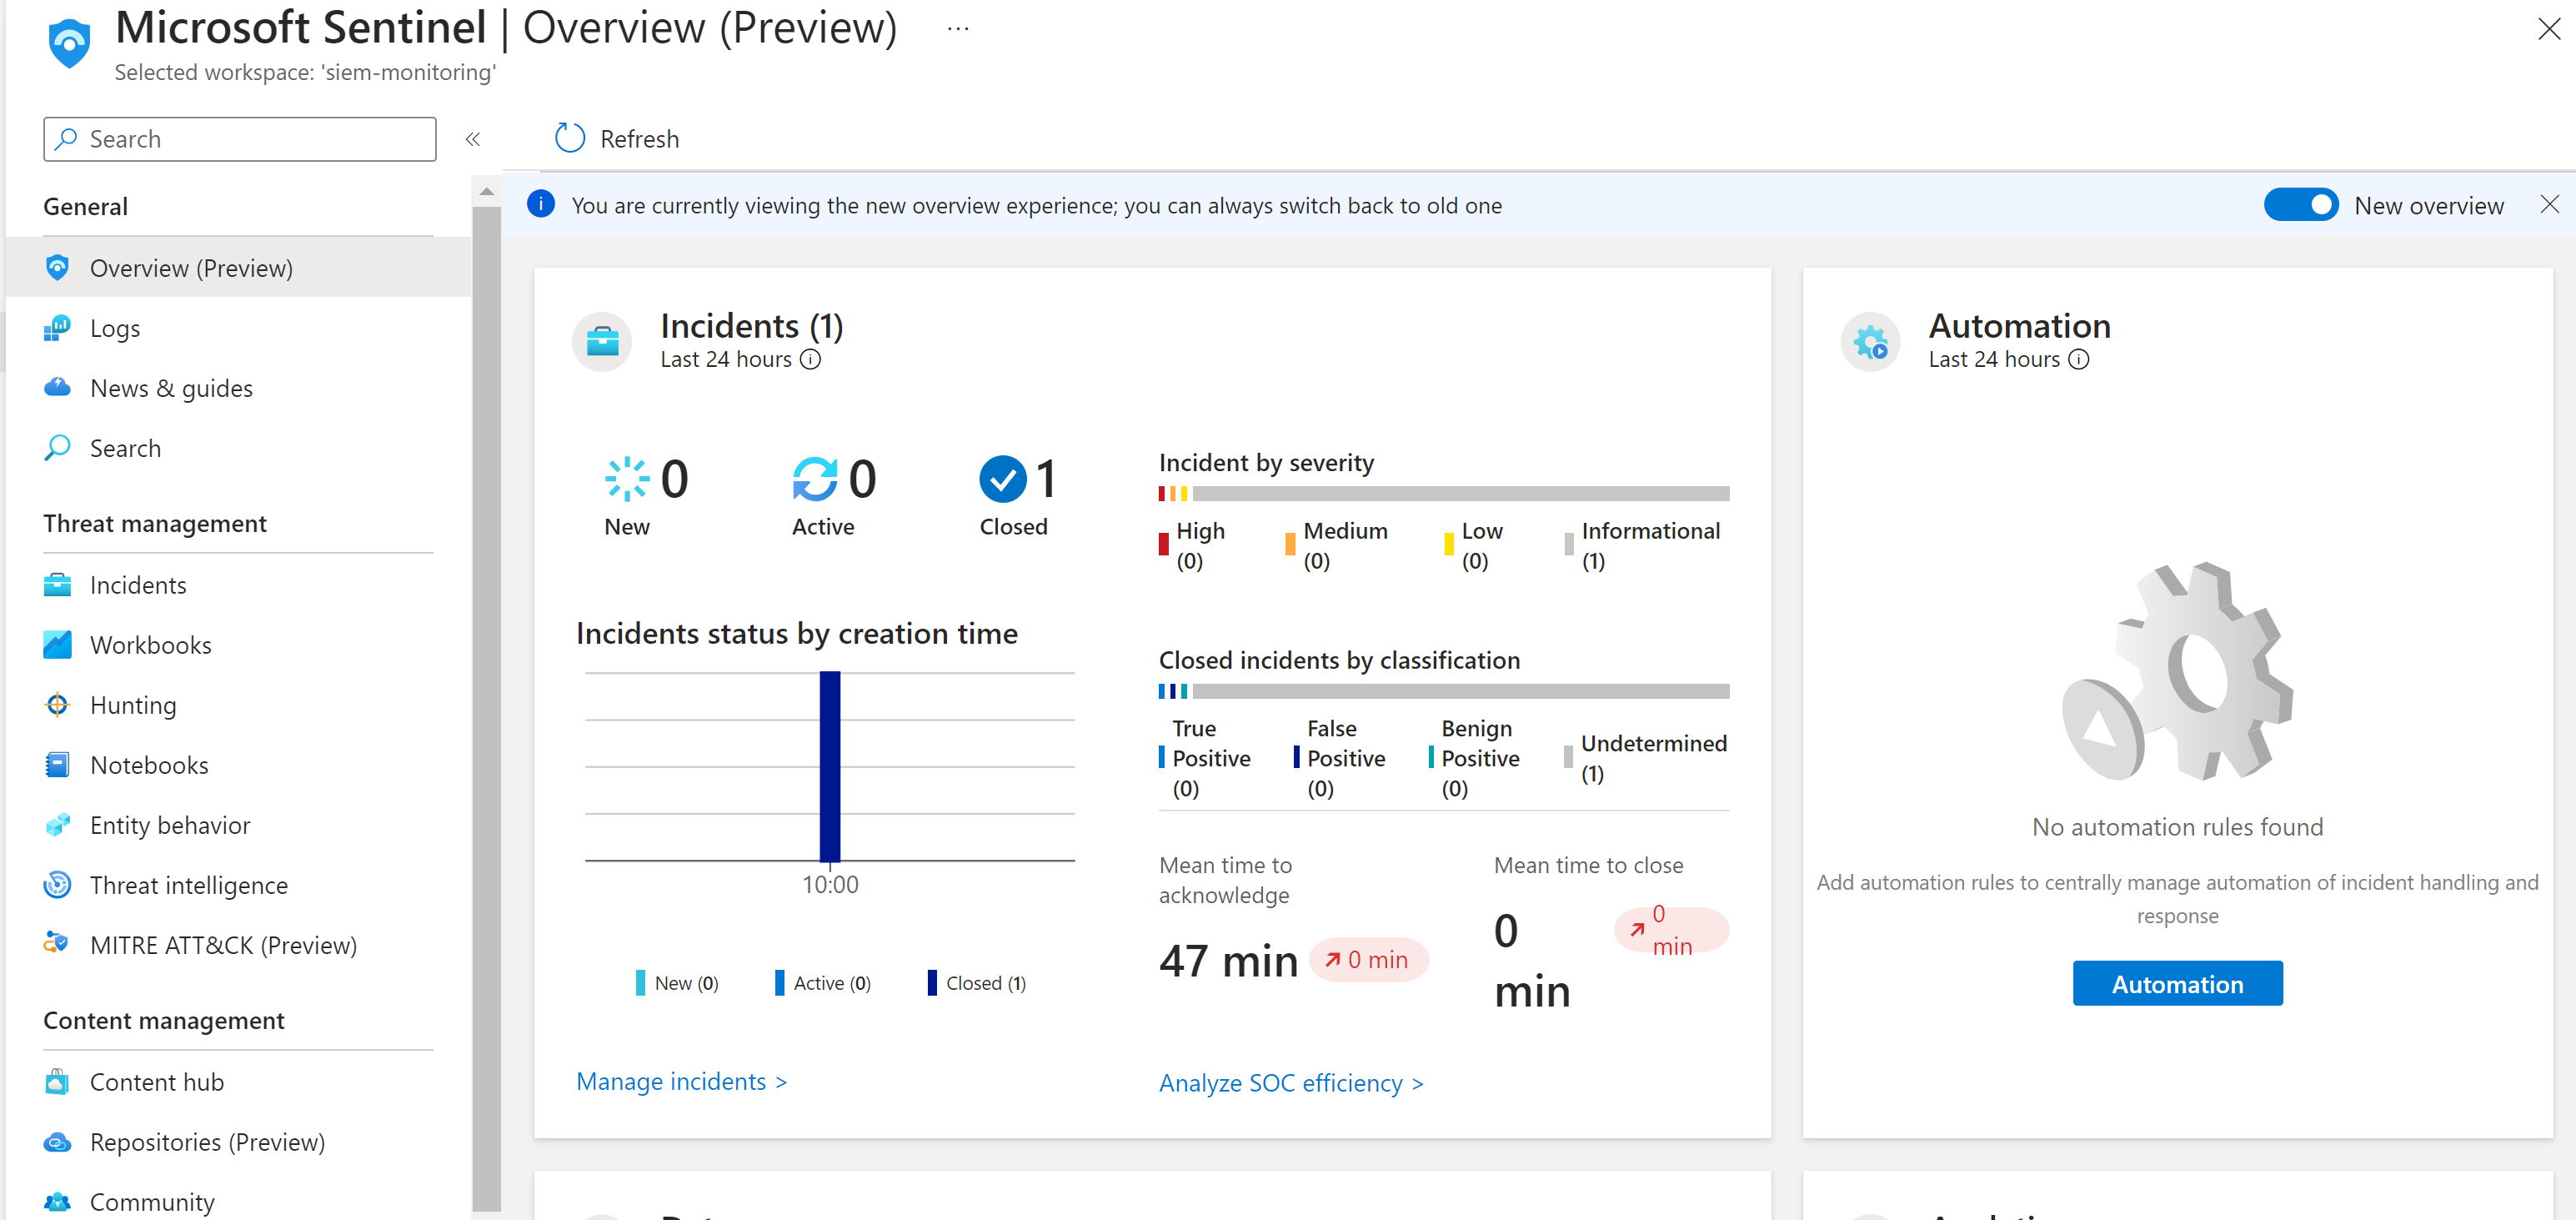 Microsoft Sentinel | Overview (Preview) ...
Selected workspace: 'siem-monitoring'
Search
«
Refresh
General
You are currently viewing the new overview experience; you can always switch back to old one
New overview
Overview (Preview)
Logs
News & guides
Search
Threat management
Incidents
Workbooks
Hunting
Notebooks
Entity behavior
Threat intelligence
MITRE ATT&CK (Preview)
Content management
Content hub
Repositories (Preview)
Community
Incidents (1)
Last 24 hours
0
New
0
Active
1
Closed
Incident by severity
High
(0)
Medium
(0)
Low
(0)
Informational
(1)
Incidents status by creation time
10:00
New (0)
Active (0)
Closed (1)
Closed incidents by classification
True
Positive
(0)
False
Positive
(0)
Benign
Positive
(0)
Undetermined
(1)
Mean time to
acknowledge
47 min
0 min
Mean time to close
0
min
0
min
Manage incidents >
Analyze SOC efficiency >
Automation
Last 24 hours
No automation rules found
Add automation rules to centrally manage automation of incident handling and
response
Automation